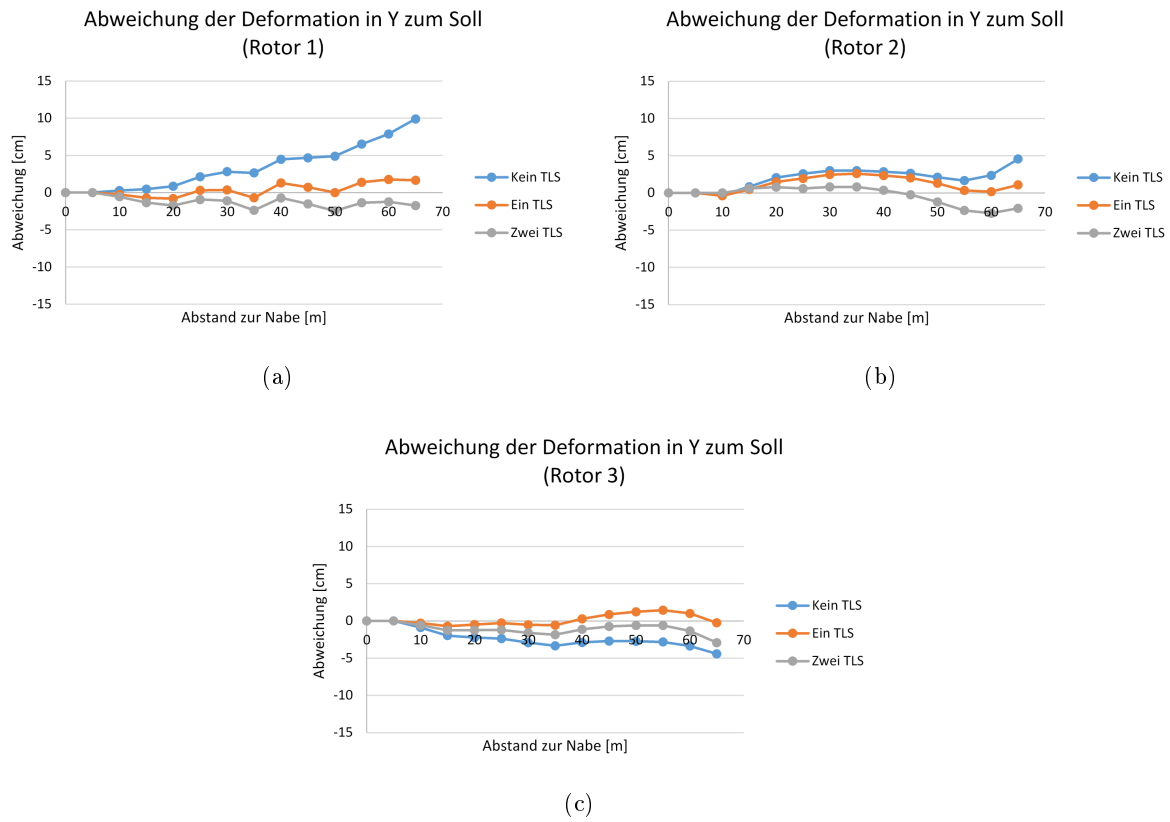 Abweichung der Deformation in Y zum Soll
(Rotor 1)
15
10
5
0
-5
-10
-15
0 10 20 30 40 50 60 70
Abweichung [cm]
Abstand zur Nabe [m]
Kein TLS
Ein TLS
Zwei TLS
(a)
Abweichung der Deformation in Y zum Soll
(Rotor 2)
15
10
5
0
-5
-10
-15
0 10 20 30 40 50 60 70
Abweichung [cm]
Abstand zur Nabe [m]
Kein TLS
Ein TLS
Zwei TLS
(b)
Abweichung der Deformation in Y zum Soll
(Rotor 3)
15
10
5
0
-5
-10
-15
0 10 20 30 40 50 60 70
Abweichung [cm]
Abstand zur Nabe [m]
Kein TLS
Ein TLS
Zwei TLS
(c)